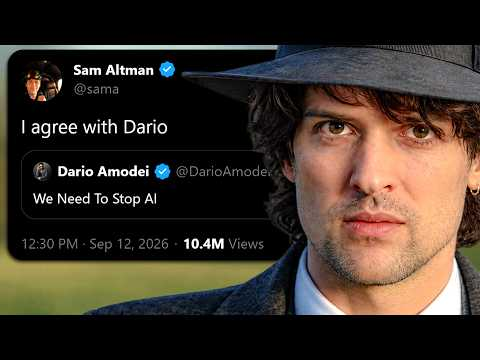 Sam Altman
@sama
I agree with Dario
Dario Amodei @DarioAmodei
We Need To Stop AI
12:30 PM · Sep 12, 2026 · 10.4M Views